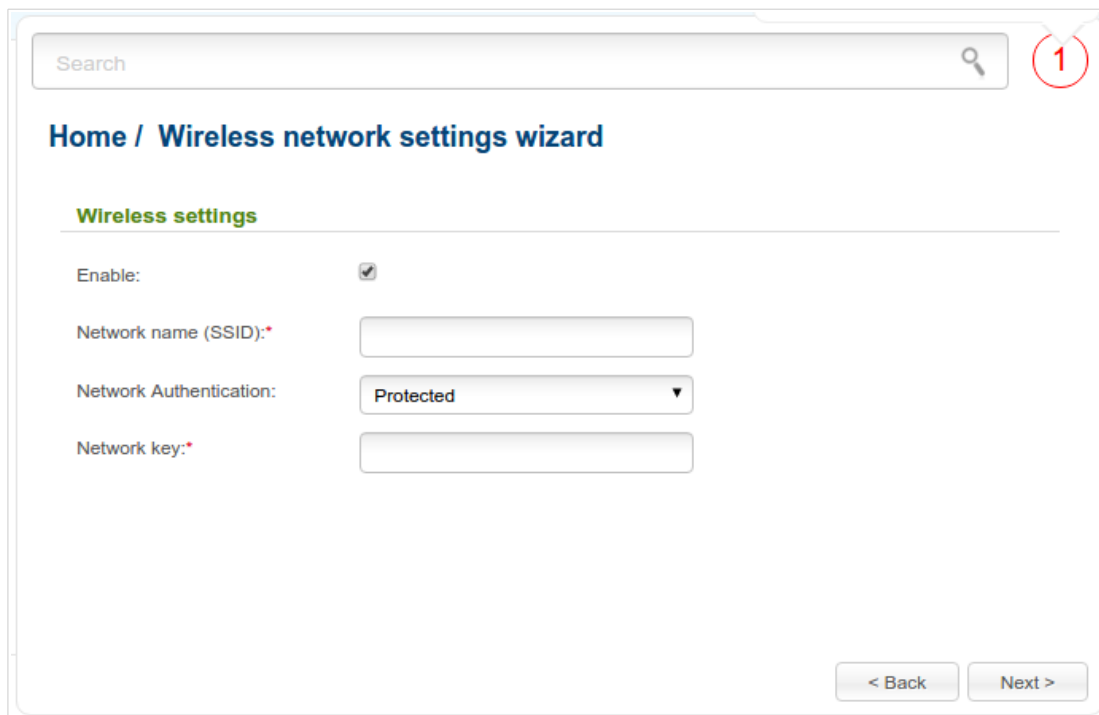 Search
1
Home / Wireless network settings wizard
Wireless settings
Enable:
Network name (SSID):*
Network Authentication: Protected
Network key:*
< Back Next >